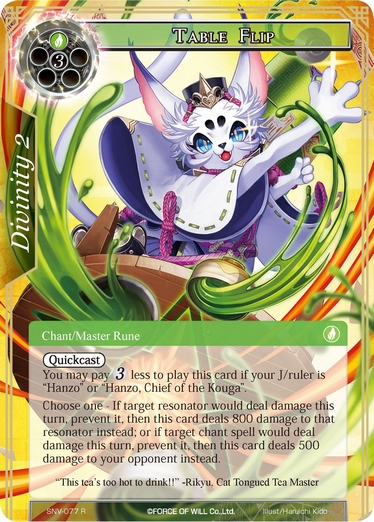 Table Flip
3
Divinity 2
Chant/Master Rune
Quickcast
You may pay 3 less to play this card if your J/ruler is
"Hanzo" or "Hanzo, Chief of the Kouga".
Choose one - If target resonator would deal damage this
turn, prevent it, then this card deals 800 damage to that
resonator instead; or if target chant spell would deal
damage this turn, prevent it, then this card deals 500
damage to your opponent instead.
"This tea's too hot to drink!!" -Rikyu, Cat Tongued Tea Master
SNV-077 R
©FORCE OF WILL Co.,Ltd.
Illust/Haruichi Kido